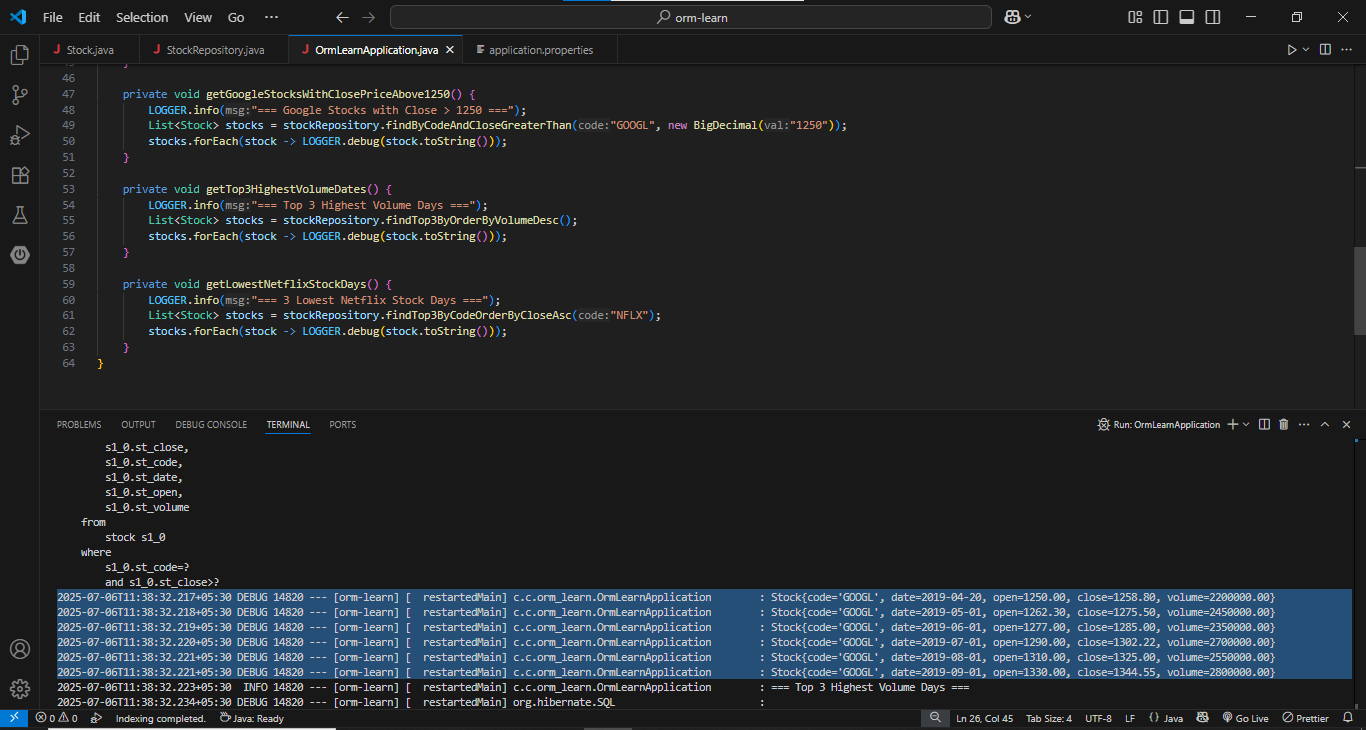 File Edit Selection View Go ··· orm-learn
Stock.java StockRepository.java OrmLearnApplication.java application.properties
46
47 private void getGoogleStocksWithClosePriceAbove1250() {
48 LOGGER.info(msg:"=== Google Stocks with Close > 1250 ===");
49 List<Stock> stocks = stockRepository.findByCodeAndCloseGreaterThan(code:"GOOGL", new BigDecimal(val:"1250"));
50 stocks.forEach(stock -> LOGGER.debug(stock.toString()));
51 }
52
53 private void getTop3HighestVolumeDates() {
54 LOGGER.info(msg:"=== Top 3 Highest Volume Days ===");
55 List<Stock> stocks = stockRepository.findTop3ByOrderByVolumeDesc();
56 stocks.forEach(stock -> LOGGER.debug(stock.toString()));
57 }
58
59 private void getLowestNetflixStockDays() {
60 LOGGER.info(msg:"=== 3 Lowest Netflix Stock Days ===");
61 List<Stock> stocks = stockRepository.findTop3ByCodeOrderByCloseAsc(code:"NFLX");
62 stocks.forEach(stock -> LOGGER.debug(stock.toString()));
63 }
64 }
PROBLEMS OUTPUT DEBUG CONSOLE TERMINAL PORTS Run: OrmLearnApplication
s1_0.st_close,
s1_0.st_code,
s1_0.st_date,
s1_0.st_open,
s1_0.st_volume
from
stock s1_0
where
s1_0.st_code=?
and s1_0.st_close>?
2025-07-06T11:38:32.217+05:30 DEBUG 14820 --- [orm-learn] [ restartedMain] c.c.orm_learn.OrmLearnApplication : Stock{code='GOOGL', date=2019-04-20, open=1250.00, close=1258.80, volume=2200000.00}
2025-07-06T11:38:32.218+05:30 DEBUG 14820 --- [orm-learn] [ restartedMain] c.c.orm_learn.OrmLearnApplication : Stock{code='GOOGL', date=2019-05-01, open=1262.30, close=1275.50, volume=2450000.00}
2025-07-06T11:38:32.219+05:30 DEBUG 14820 --- [orm-learn] [ restartedMain] c.c.orm_learn.OrmLearnApplication : Stock{code='GOOGL', date=2019-06-01, open=1277.00, close=1285.00, volume=2350000.00}
2025-07-06T11:38:32.220+05:30 DEBUG 14820 --- [orm-learn] [ restartedMain] c.c.orm_learn.OrmLearnApplication : Stock{code='GOOGL', date=2019-07-01, open=1290.00, close=1302.22, volume=2700000.00}
2025-07-06T11:38:32.221+05:30 DEBUG 14820 --- [orm-learn] [ restartedMain] c.c.orm_learn.OrmLearnApplication : Stock{code='GOOGL', date=2019-08-01, open=1310.00, close=1325.00, volume=2550000.00}
2025-07-06T11:38:32.221+05:30 DEBUG 14820 --- [orm-learn] [ restartedMain] c.c.orm_learn.OrmLearnApplication : Stock{code='GOOGL', date=2019-09-01, open=1330.00, close=1344.55, volume=2800000.00}
2025-07-06T11:38:32.223+05:30 INFO 14820 --- [orm-learn] [ restartedMain] c.c.orm_learn.OrmLearnApplication : === Top 3 Highest Volume Days ===
2025-07-06T11:38:32.234+05:30 DEBUG 14820 --- [orm-learn] [ restartedMain] org.hibernate.SQL :
0 0 Indexing completed. Java: Ready Ln 26, Col 45 Tab Size: 4 UTF-8 LF {} Java Go Live Prettier